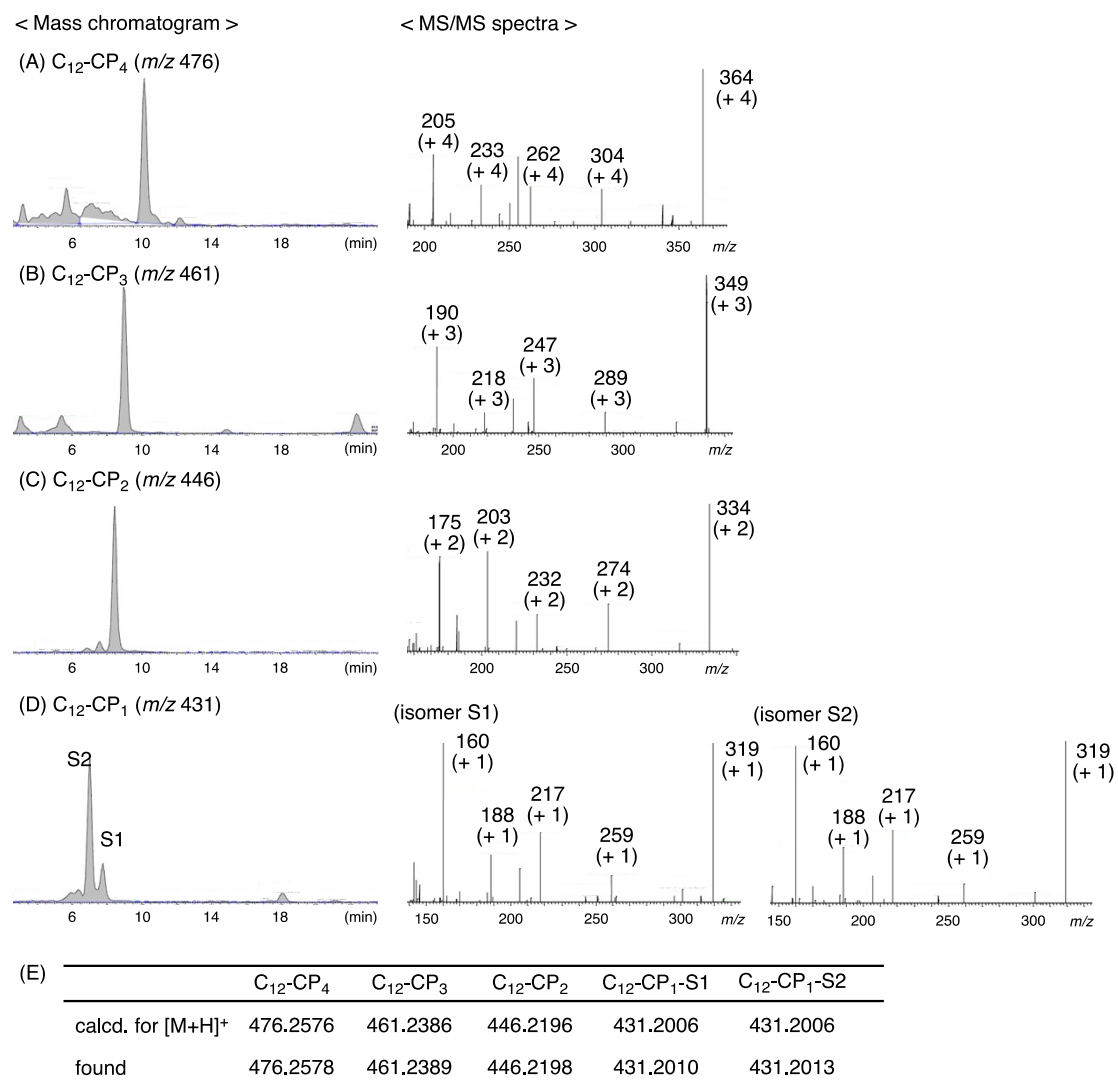 < Mass chromatogram >
< MS/MS spectra >
(A) C12-CP4 (m/z 476)
6 10 14 18 (min)
205 (+ 4)
233 (+ 4)
262 (+ 4)
304 (+ 4)
364 (+ 4)
200 250 300 350 m/z
(B) C12-CP3 (m/z 461)
6 10 14 18 (min)
190 (+ 3)
218 (+ 3)
247 (+ 3)
289 (+ 3)
349 (+ 3)
200 250 300 m/z
(C) C12-CP2 (m/z 446)
6 10 14 18 (min)
175 (+ 2)
203 (+ 2)
232 (+ 2)
274 (+ 2)
334 (+ 2)
200 250 300 m/z
(D) C12-CP1 (m/z 431)
S2
S1
6 10 14 18 (min)
(isomer S1)
160 (+ 1)
188 (+ 1)
217 (+ 1)
259 (+ 1)
319 (+ 1)
150 200 250 300 m/z
(isomer S2)
160 (+ 1)
188 (+ 1)
217 (+ 1)
259 (+ 1)
319 (+ 1)
150 200 250 300 m/z
(E)
C12-CP4 C12-CP3 C12-CP2 C12-CP1-S1 C12-CP1-S2
calcd. for [M+H]+ 476.2576 461.2386 446.2196 431.2006 431.2006
found 476.2578 461.2389 446.2198 431.2010 431.2013